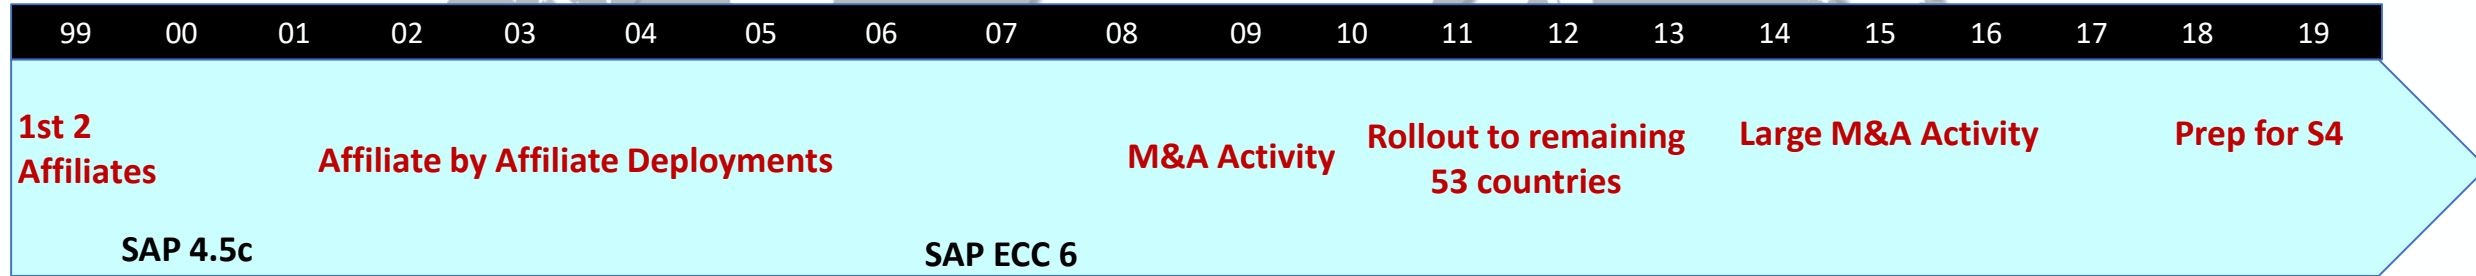 99 00 01 02 03 04 05 06 07 08 09 10 11 12 13 14 15 16 17 18 19
1st 2
Affiliates
Affiliate by Affiliate Deployments
M&A Activity
Rollout to remaining
53 countries
Large M&A Activity
Prep for S4
SAP 4.5c
SAP ECC 6